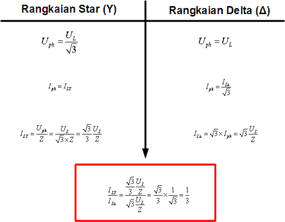 Rangkaian Star (Y)
Rangkaian Delta (Δ)
U_ph = U_L / √3
U_ph = U_L
I_ph = I_LY
I_ph = I_LΔ / √3
I_LY = U_ph / Z = U_L / (√3 × Z) = (√3 / 3) (U_L / Z)
I_LΔ = √3 × I_ph = √3 (U_L / Z)
I_LY / I_LΔ = ((√3 / 3) (U_L / Z)) / (√3 (U_L / Z)) = (√3 / 3) × (1 / √3) = 1 / 3